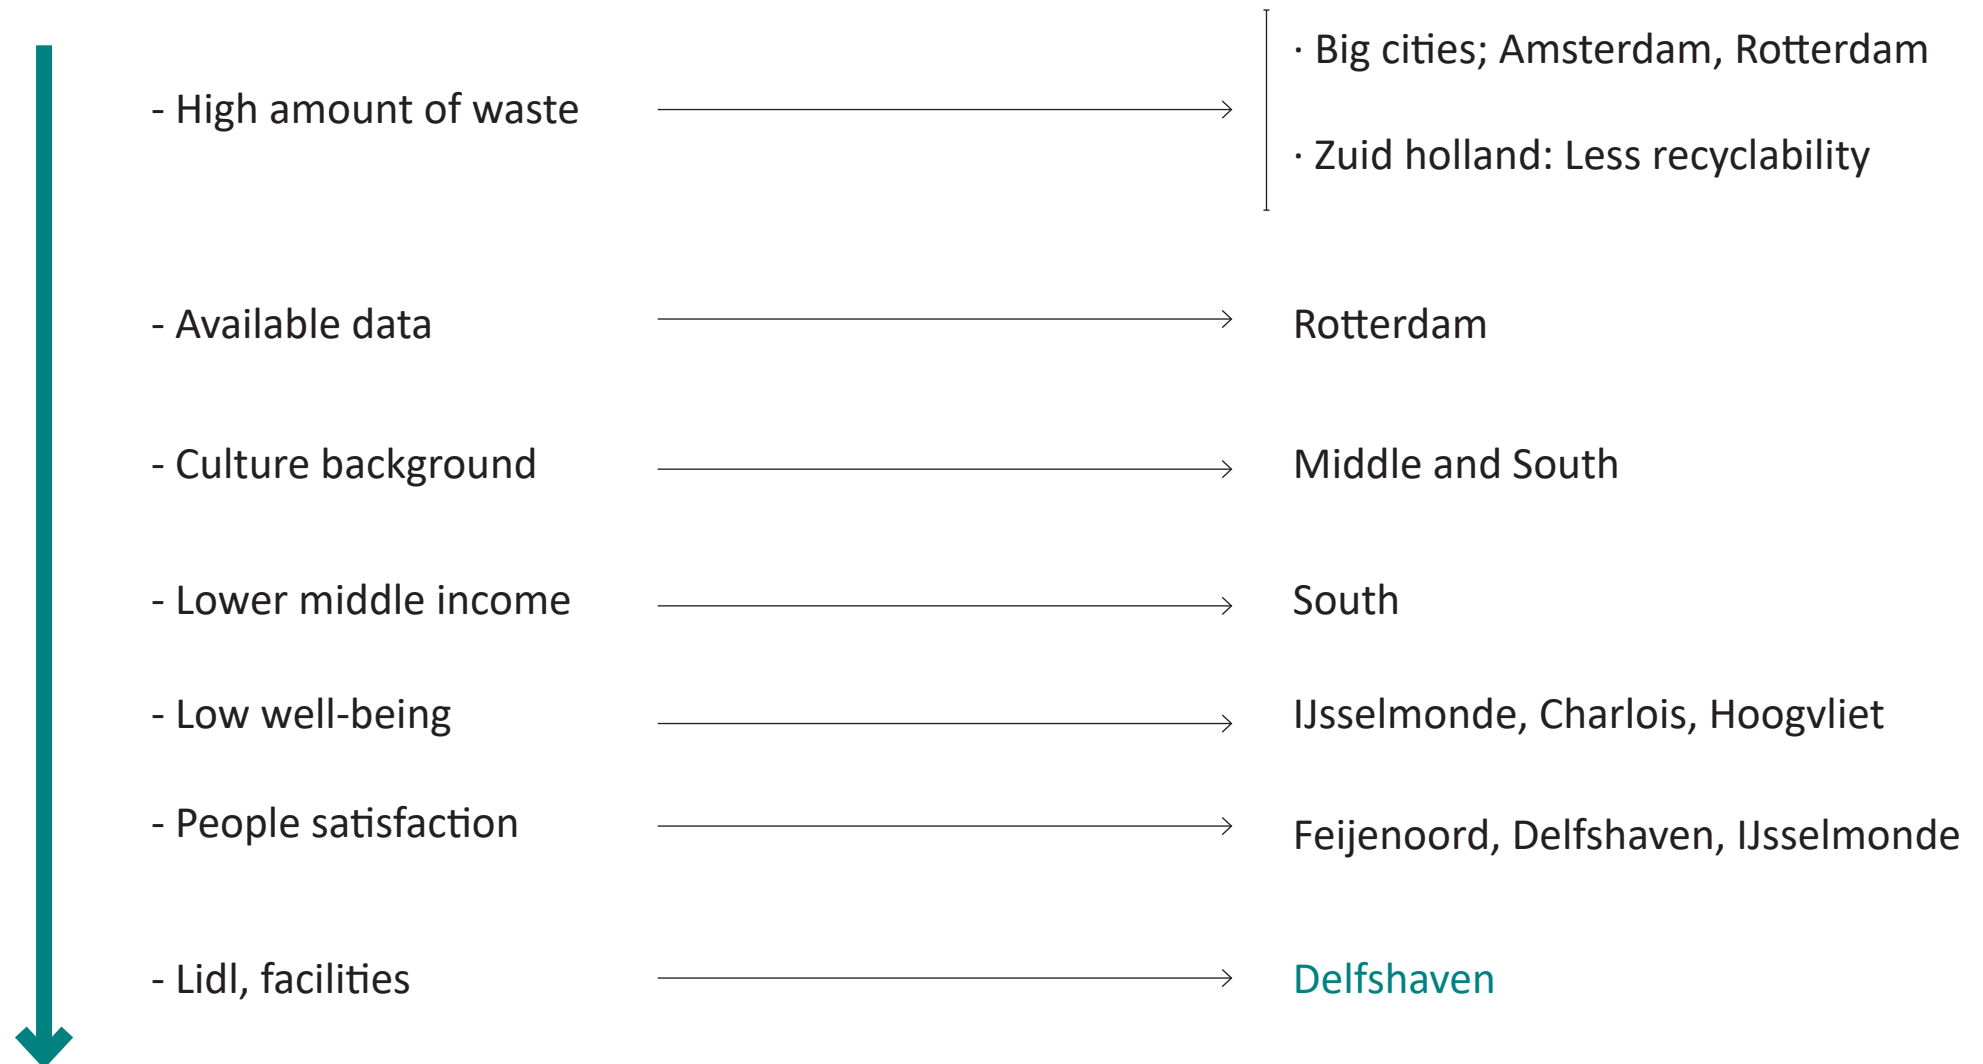 - High amount of waste
· Big cities; Amsterdam, Rotterdam
· Zuid holland: Less recyclability
- Available data
Rotterdam
- Culture background
Middle and South
- Lower middle income
South
- Low well-being
IJsselmonde, Charlois, Hoogvliet
- People satisfaction
Feijenoord, Delfshaven, IJsselmonde
- Lidl, facilities
Delfshaven